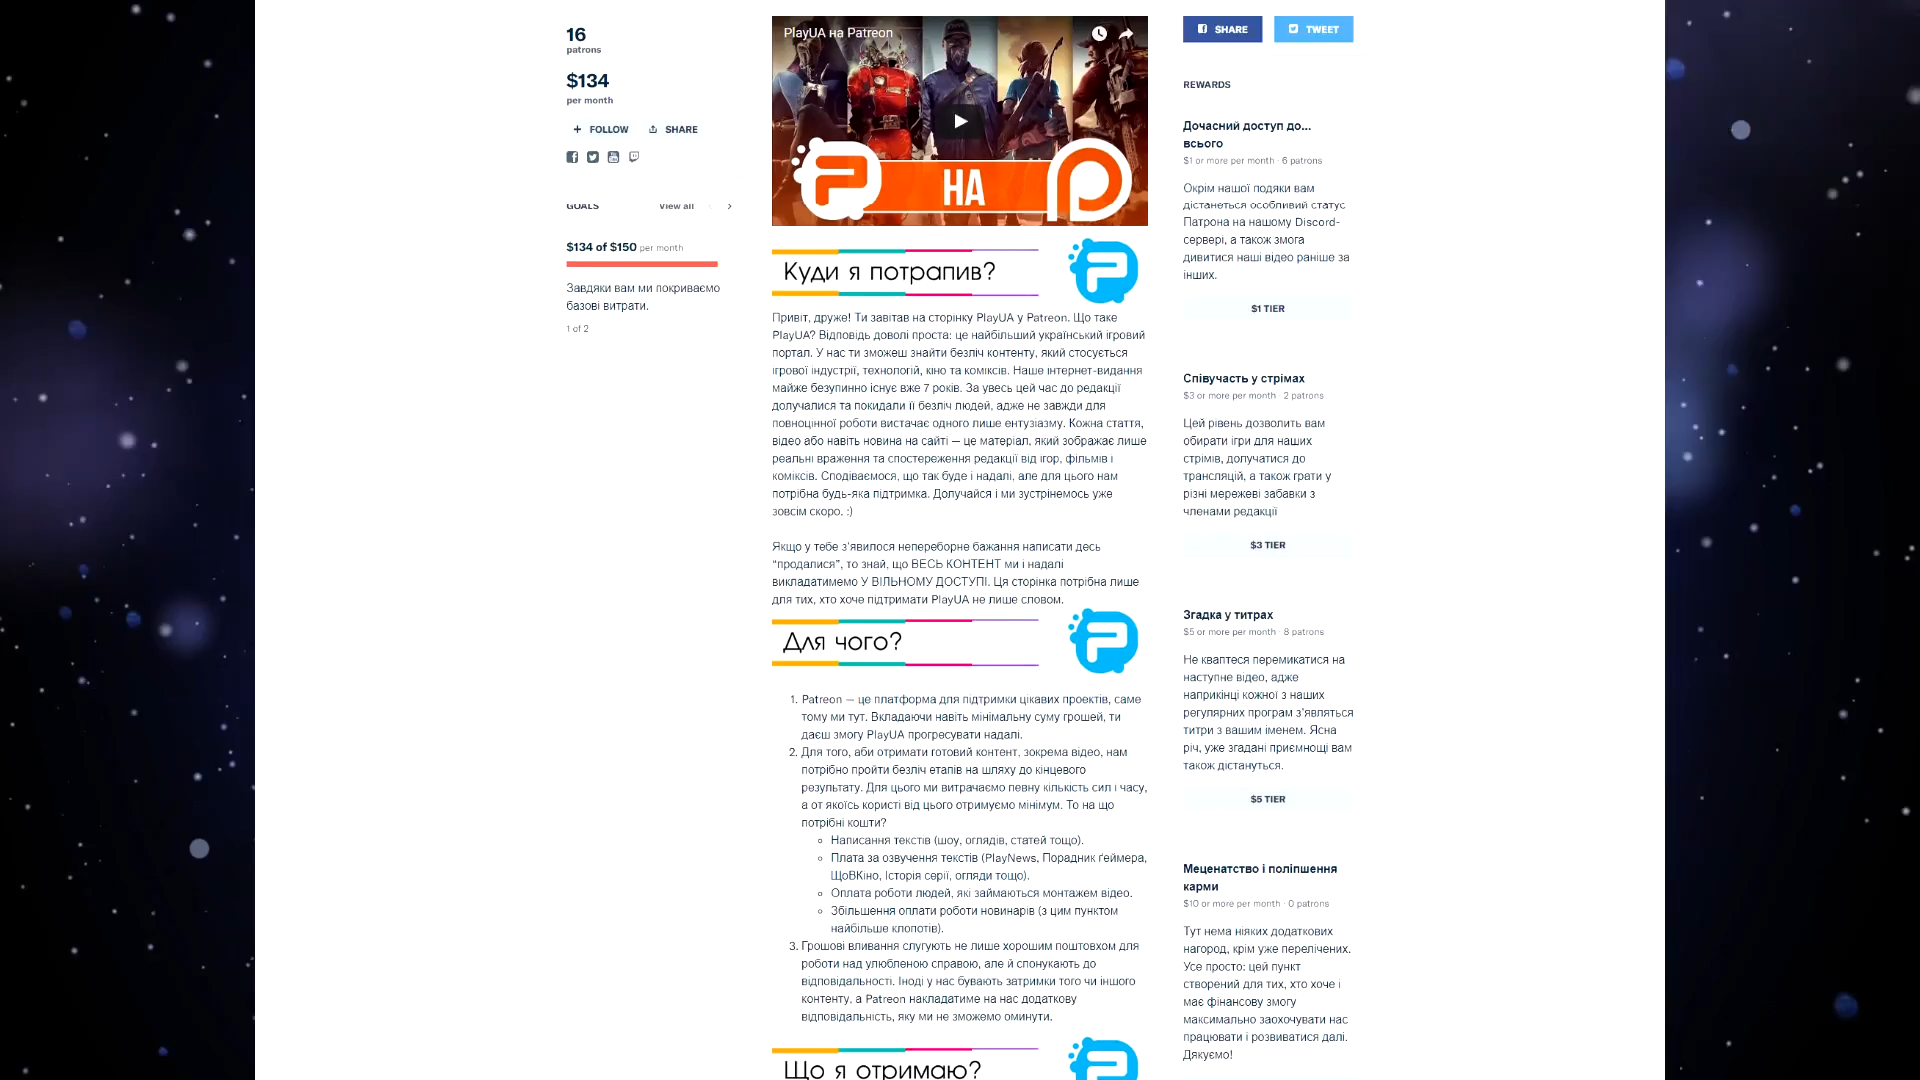 16
patrons
$134
per month
+ FOLLOW SHARE
GOALS View all
$134 of $150 per month
Завдяки вам ми покриваємо
базові витрати.
1 of 2
PlayUA на Patreon
НА
Куди я потрапив?
Привіт, друже! Ти завітав на сторінку PlayUA у Patreon. Що таке
PlayUA? Відповідь доволі проста: це найбільший український ігровий
портал. У нас ти зможеш знайти безліч контенту, який стосується
ігрової індустрії, технологій, кіно та коміксів. Наше інтернет-видання
майже безупинно існує вже 7 років. За увесь цей час до редакції
долучалися та покидали її безліч людей, адже не завжди для
повноцінної роботи вистачає одного лише ентузіазму. Кожна стаття,
відео або навіть новина на сайті — це матеріал, який зображає лише
реальні враження та спостереження редакції від ігор, фільмів і
коміксів. Сподіваємося, що так буде і надалі, але для цього нам
потрібна будь-яка підтримка. Долучайся і ми зустрінемось уже
зовсім скоро. :)
Якщо у тебе з'явилося непереборне бажання написати десь
“продалися”, то знай, що ВЕСЬ КОНТЕНТ ми і надалі
викладатимемо У ВІЛЬНОМУ ДОСТУПІ. Ця сторінка потрібна лише
для тих, хто хоче підтримати PlayUA не лише словом.
Для чого?
1. Patreon — це платформа для підтримки цікавих проектів, саме
тому ми тут. Вкладаючи навіть мінімальну суму грошей, ти
даєш змогу PlayUA прогресувати надалі.
2. Для того, аби отримати готовий контент, зокрема відео, нам
потрібно пройти безліч етапів на шляху до кінцевого
результату. Для цього ми витрачаємо певну кількість сил і часу,
а от якоїсь користі від цього отримуємо мінімум. То на що
потрібні кошти?
Написання текстів (шоу, оглядів, статей тощо).
Плата за озвучення текстів (PlayNews, Порадник ґеймера,
ЩоВКіно, Історія серії, огляди тощо).
Оплата роботи людей, які займаються монтажем відео.
Збільшення оплати роботи новинарів (з цим пунктом
найбільше клопотів).
3. Грошові вливання слугують не лише хорошим поштовхом для
роботи над улюбленою справою, але й спонукають до
відповідальності. Іноді у нас бувають затримки того чи іншого
контенту, а Patreon накладатиме на нас додаткову
відповідальність, яку ми не зможемо оминути.
Що я отримаю?
SHARE TWEET
REWARDS
Дочасний доступ до...
всього
$1 or more per month · 6 patrons
Окрім нашої подяки вам
дістанеться особливий статус
Патрона на нашому Discord-
сервері, а також змога
дивитися наші відео раніше за
інших.
$1 TIER
Співучасть у стрімах
$3 or more per month · 2 patrons
Цей рівень дозволить вам
обирати ігри для наших
стрімів, долучатися до
трансляцій, а також грати у
різні мережеві забавки з
членами редакції
$3 TIER
Згадка у титрах
$5 or more per month · 8 patrons
Не квапте­ся перемикатися на
наступне відео, адже
наприкінці кожної з наших
регулярних програм з'являться
титри з вашим іменем. Ясна
річ, уже згадані приємнощі вам
також дістануться.
$5 TIER
Меценатство і поліпшення
карми
$10 or more per month · 0 patrons
Тут нема ніяких додаткових
нагород, крім уже перелічених.
Усе просто: цей пункт
створений для тих, хто хоче і
має фінансову змогу
максимально заохочувати нас
працювати і розвиватися далі.
Дякуємо!